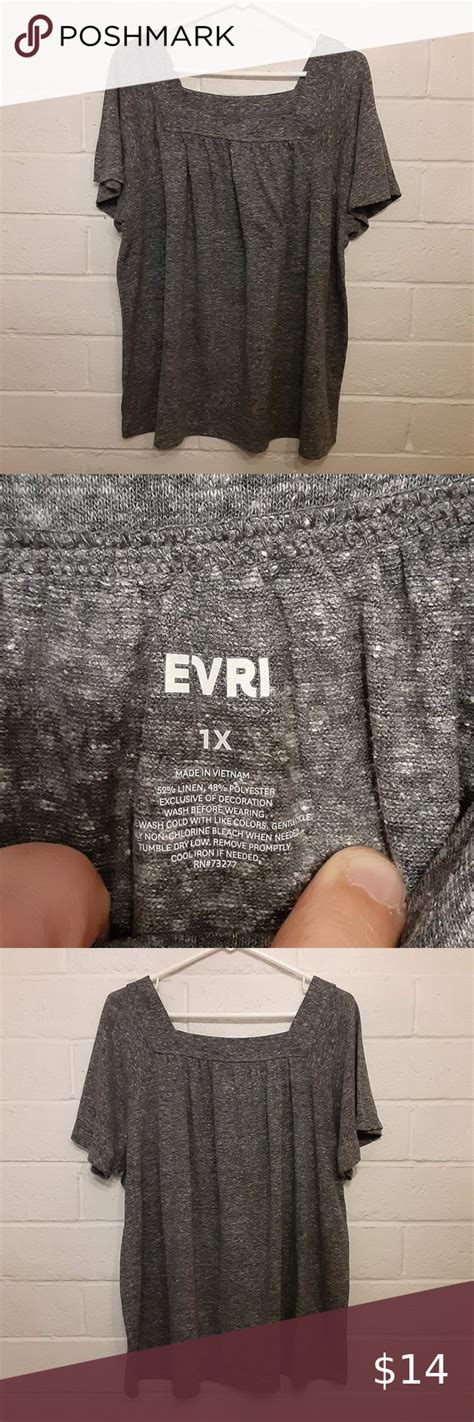 POSHMARK
EVRI
1X
MADE IN VIETNAM
52% LINEN, 48% POLYESTER
EXCLUSIVE OF DECORATION
WASH BEFORE WEARING,
WASH COLD WITH LIKE COLORS, GENTLE
NON-CHLORINE BLEACH WHEN NEEDED
TUMBLE DRY LOW, REMOVE PROMPTLY,
COOL IRON IF NEEDED.
RN#73277
$14